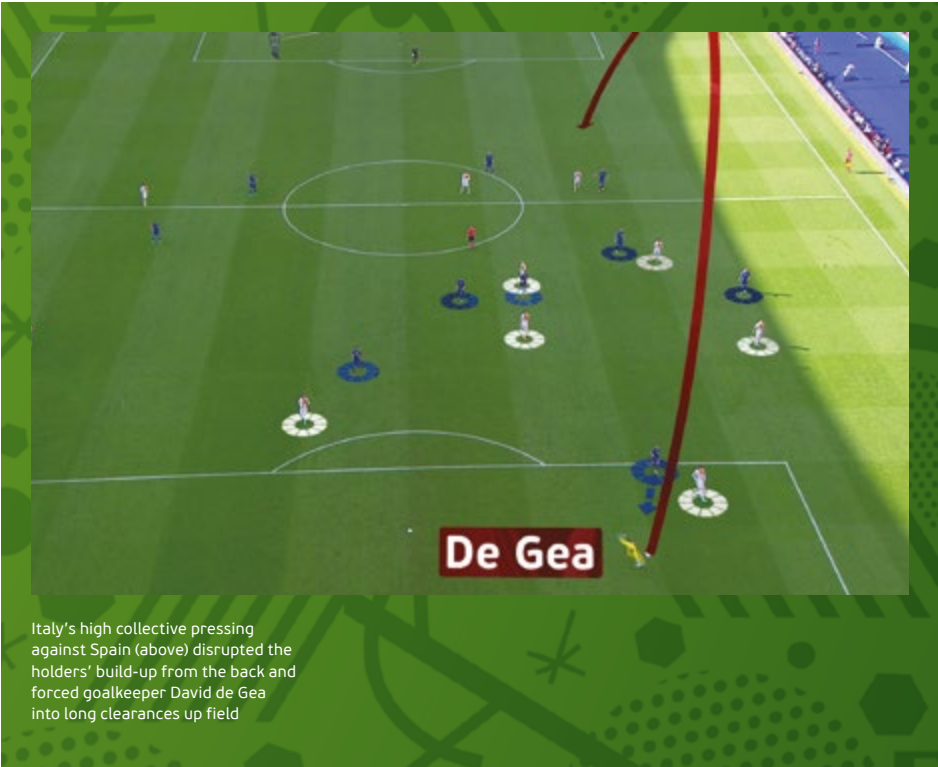 De Gea
Italy's high collective pressing
against Spain (above) disrupted the
holders' build-up from the back and
forced goalkeeper David de Gea
into long clearances up field